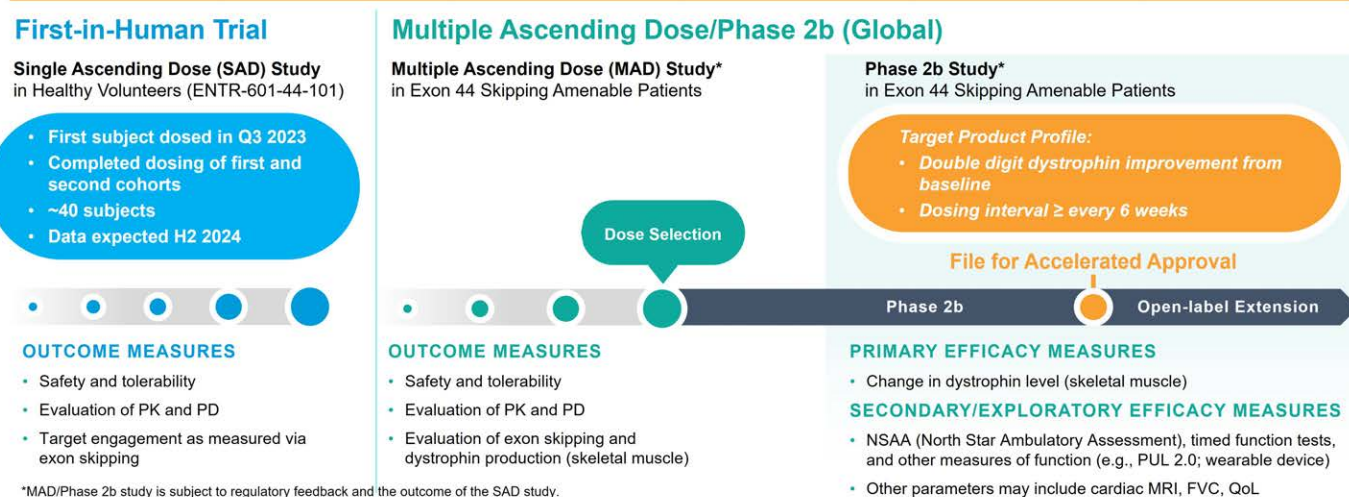 First-in-Human Trial
Single Ascending Dose (SAD) Study
in Healthy Volunteers (ENTR-601-44-101)
• First subject dosed in Q3 2023
• Completed dosing of first and
second cohorts
• ~40 subjects
• Data expected H2 2024
OUTCOME MEASURES
• Safety and tolerability
• Evaluation of PK and PD
• Target engagement as measured via
exon skipping
Multiple Ascending Dose/Phase 2b (Global)
Multiple Ascending Dose (MAD) Study*
in Exon 44 Skipping Amenable Patients
Dose Selection
OUTCOME MEASURES
• Safety and tolerability
• Evaluation of PK and PD
• Evaluation of exon skipping and
dystrophin production (skeletal muscle)
Phase 2b Study*
in Exon 44 Skipping Amenable Patients
Target Product Profile:
• Double digit dystrophin improvement from
baseline
• Dosing interval ≥ every 6 weeks
File for Accelerated Approval
Phase 2b
Open-label Extension
PRIMARY EFFICACY MEASURES
• Change in dystrophin level (skeletal muscle)
SECONDARY/EXPLORATORY EFFICACY MEASURES
• NSAA (North Star Ambulatory Assessment), timed function tests,
and other measures of function (e.g., PUL 2.0; wearable device)
• Other parameters may include cardiac MRI, FVC, QoL
*MAD/Phase 2b study is subject to regulatory feedback and the outcome of the SAD study.